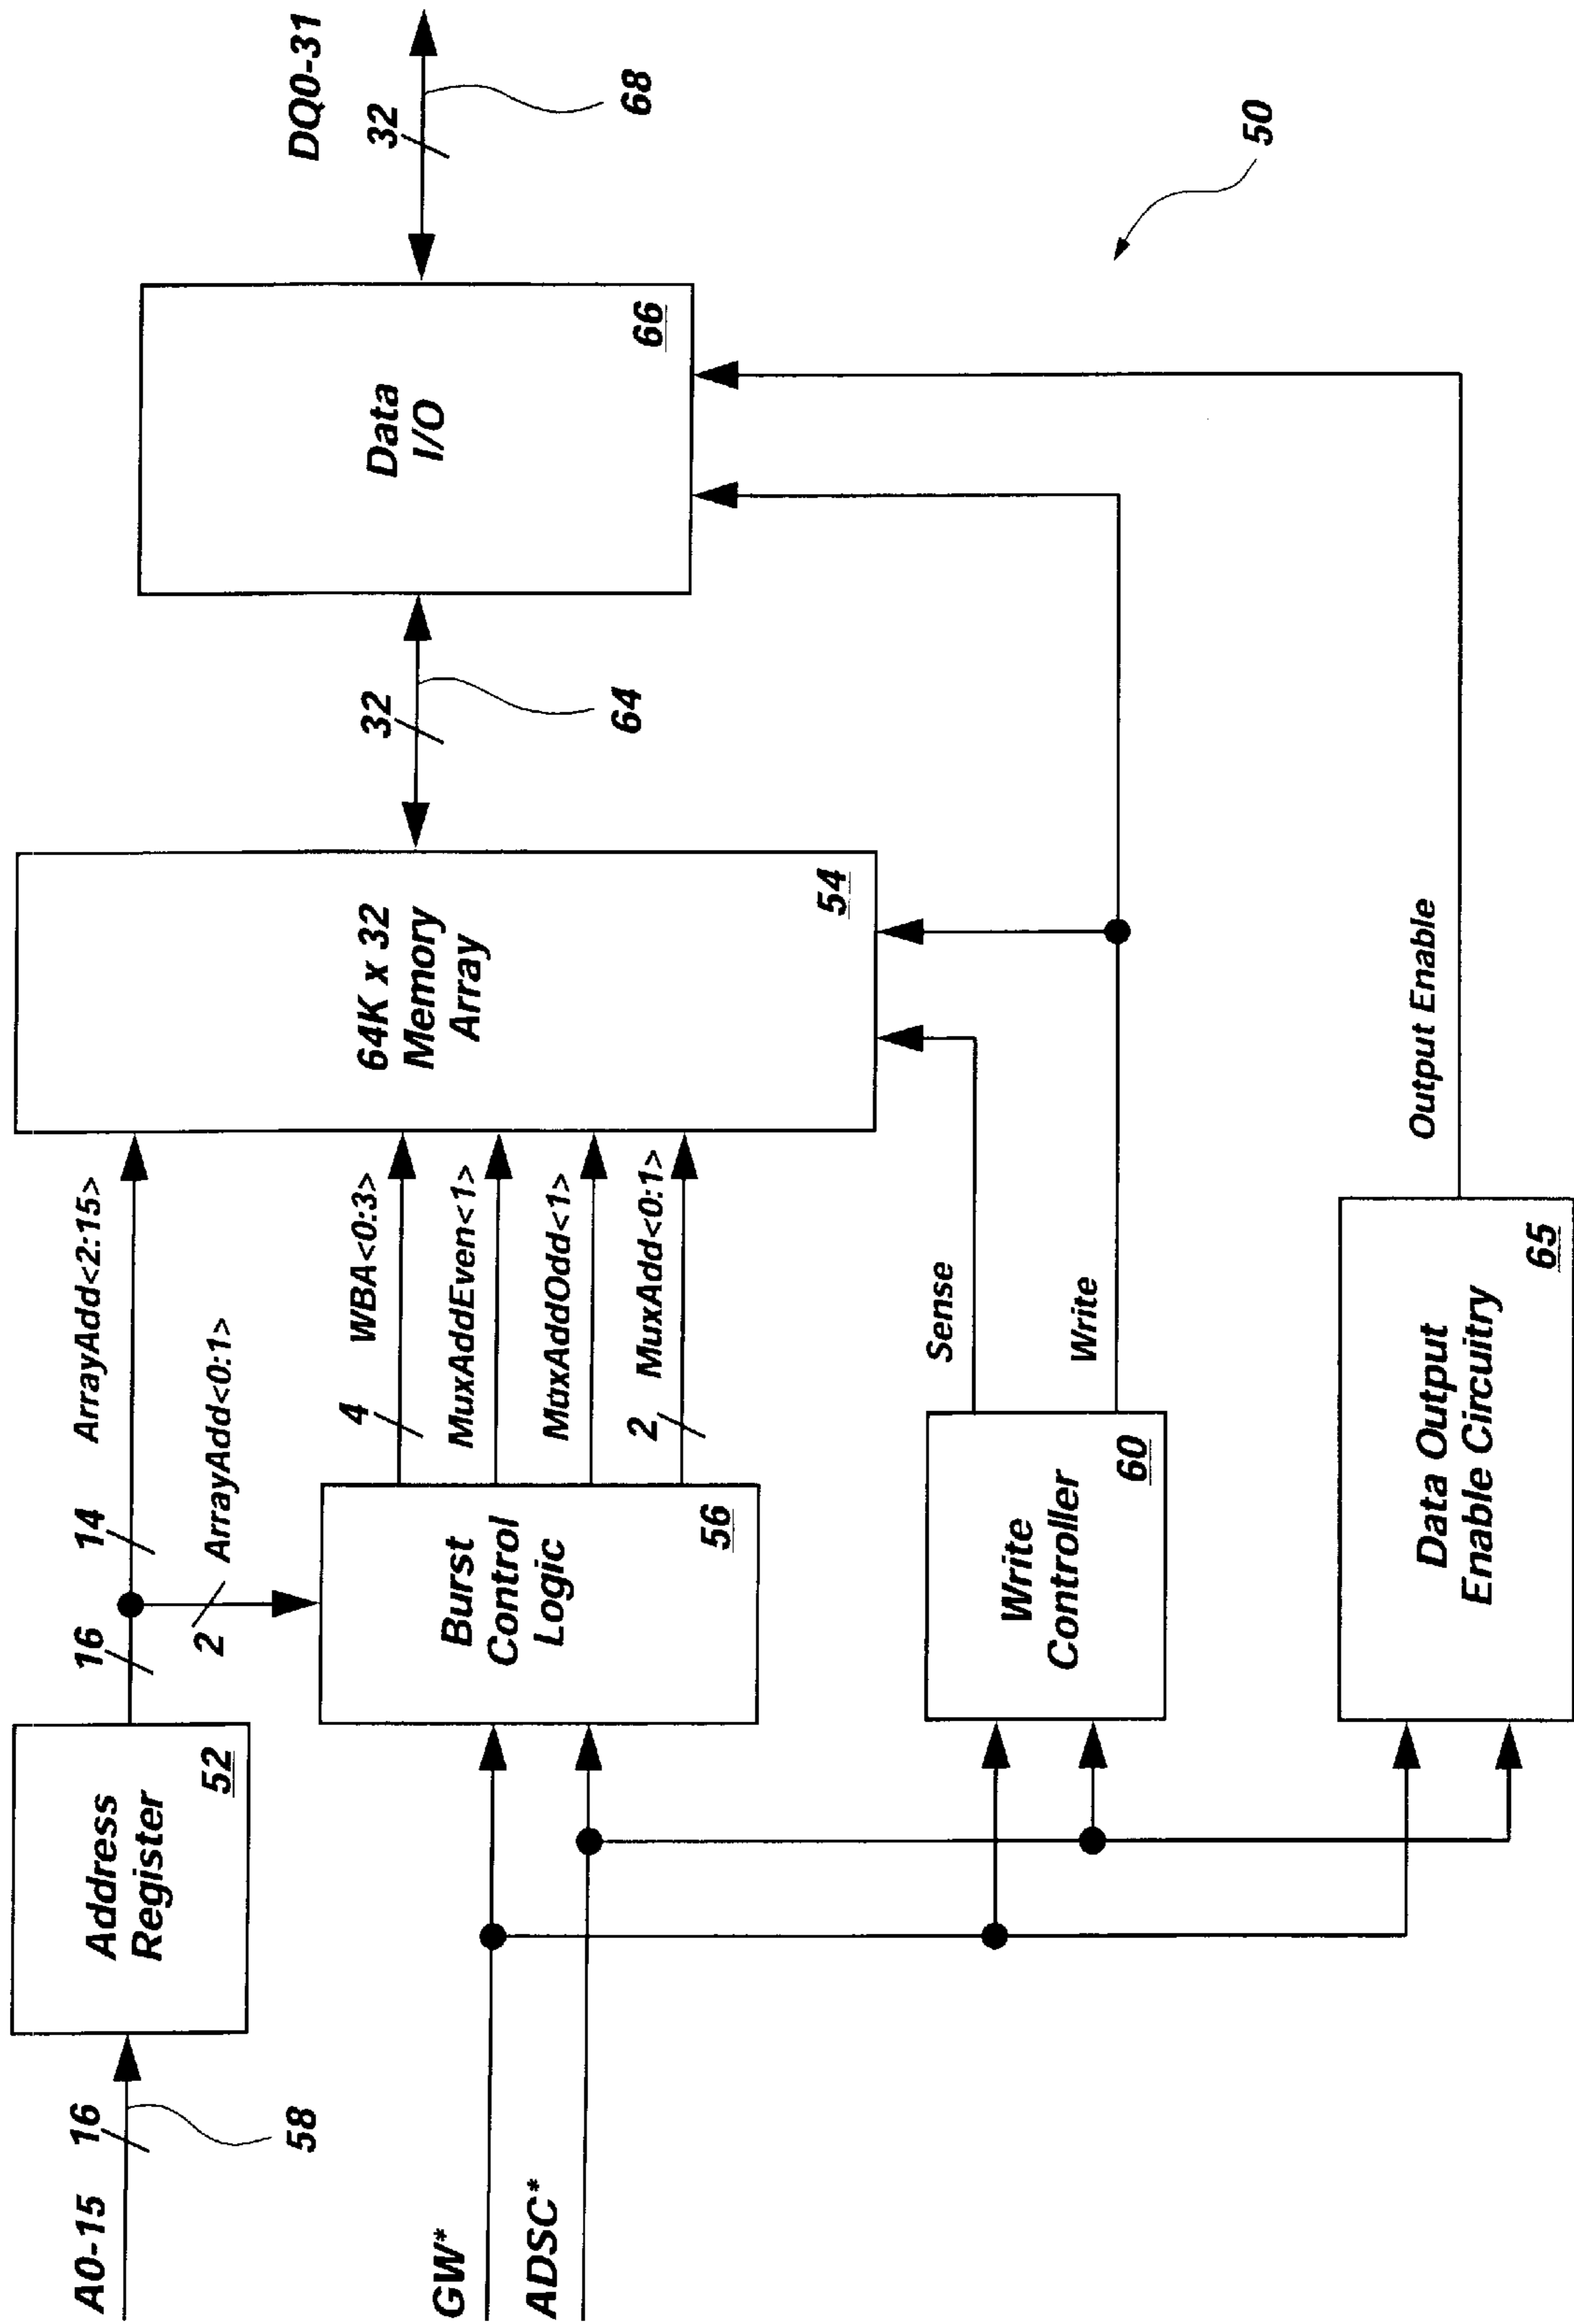 A0-15
16
58
Address
Register
52
16
14
ArrayAdd<2:15>
2
ArrayAdd<0:1>
GW*
ADSC*
Burst
Control
Logic
56
4
WBA<0:3>
MuxAddEven<1>
MuxAddOdd<1>
2
MuxAdd<0:1>
64K x 32
Memory
Array
54
32
64
Data
I/O
66
DQ0-31
32
68
Write
Controller
60
Sense
Write
Data Output
Enable Circuitry
65
Output Enable
50